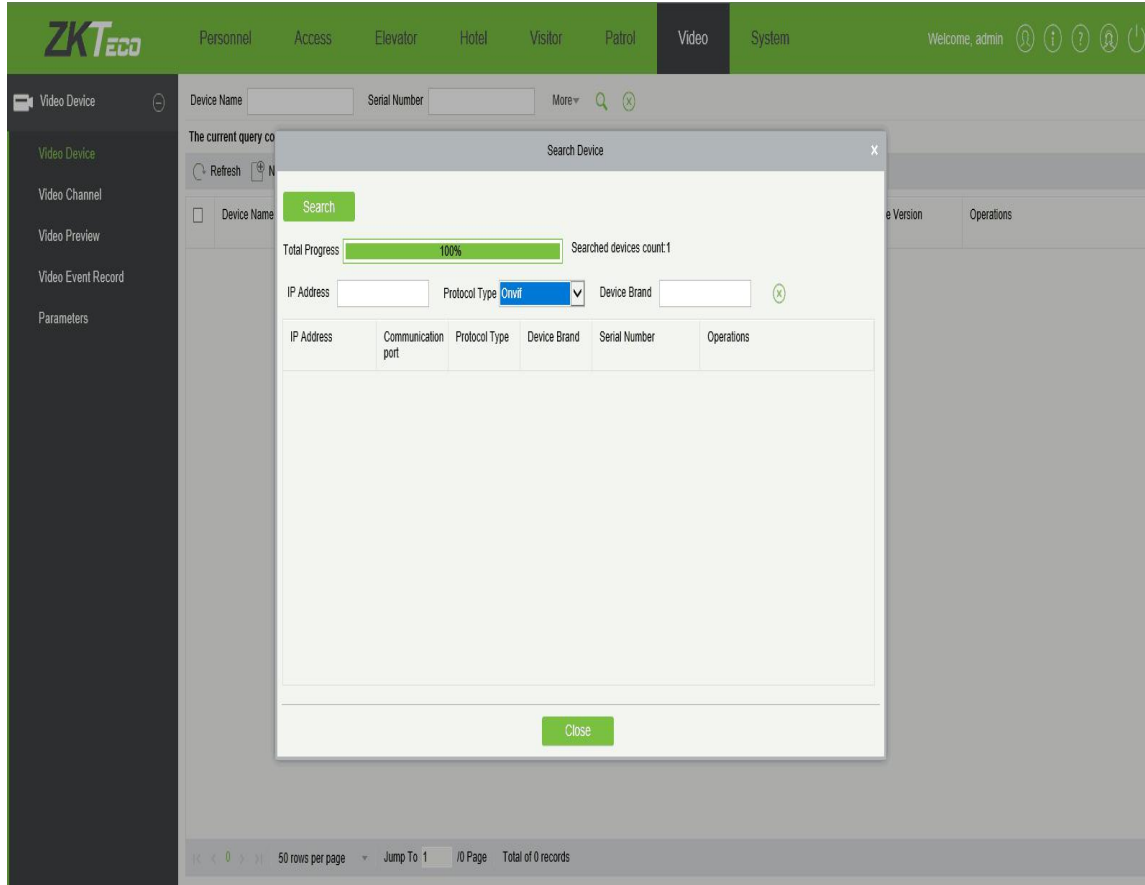 ZKTECO Personnel Access Elevator Hotel Visitor Patrol Video System Welcome, admin
Video Device
Device Name Serial Number More
The current query co
Refresh N
Device Name e Version Operations
Video Device
Video Channel
Video Preview
Video Event Record
Parameters
Search Device X
Search
Total Progress 100% Searched devices count:1
IP Address Protocol Type Onvif Device Brand
IP Address Communication port Protocol Type Device Brand Serial Number Operations
Close
0 50 rows per page Jump To 1 /0 Page Total of 0 records